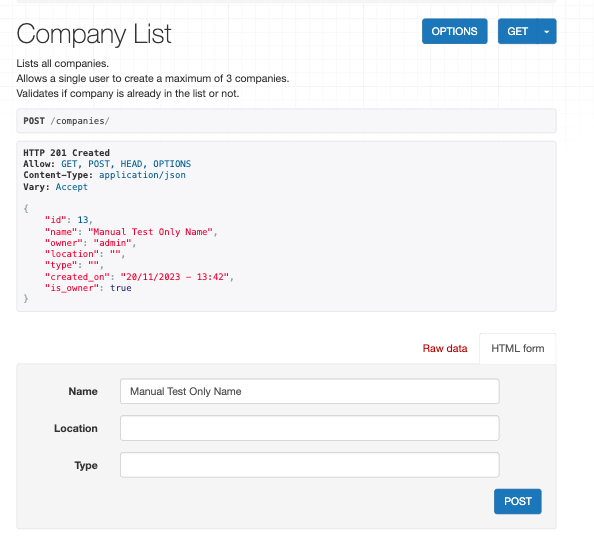 Company List
OPTIONS
GET
Lists all companies.
Allows a single user to create a maximum of 3 companies.
Validates if company is already in the list or not.
POST /companies/
HTTP 201 Created
Allow: GET, POST, HEAD, OPTIONS
Content-Type: application/json
Vary: Accept
{
    "id": 13,
    "name": "Manual Test Only Name",
    "owner": "admin",
    "location": "",
    "type": "",
    "created_on": "20/11/2023 - 13:42",
    "is_owner": true
}
Raw data
HTML form
Name
Manual Test Only Name
Location
Type
POST